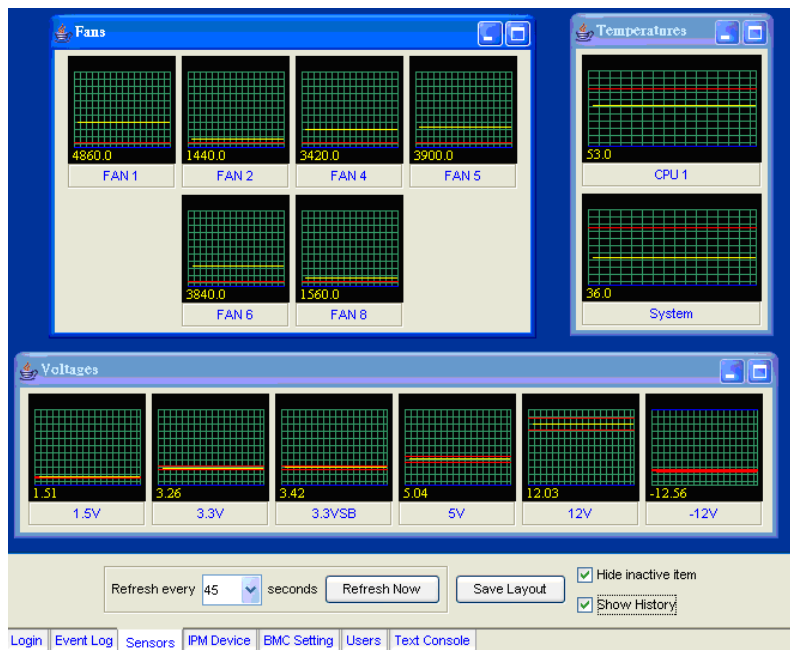 Fans
Temperatures
4860.0
1440.0
3420.0
3900.0
FAN 1
FAN 2
FAN 4
FAN 5
53.0
CPU 1
3840.0
1560.0
FAN 6
FAN 8
36.0
System
Voltages
1.51
3.26
3.42
5.04
12.03
-12.56
1.5V
3.3V
3.3VSB
5V
12V
-12V
Refresh every 45 seconds Refresh Now Save Layout
Hide inactive item
Show History
Login Event Log Sensors IPM Device BMC Setting Users Text Console